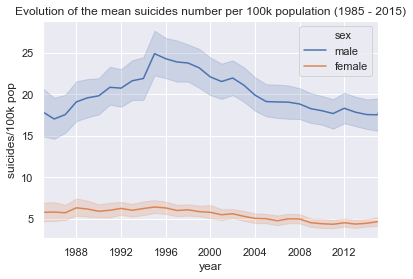 Evolution of the mean suicides number per 100k population (1985 - 2015)
sex
male
female
25
20
15
10
5
suicides/100k pop
1988 1992 1996 2000 2004 2008 2012
year